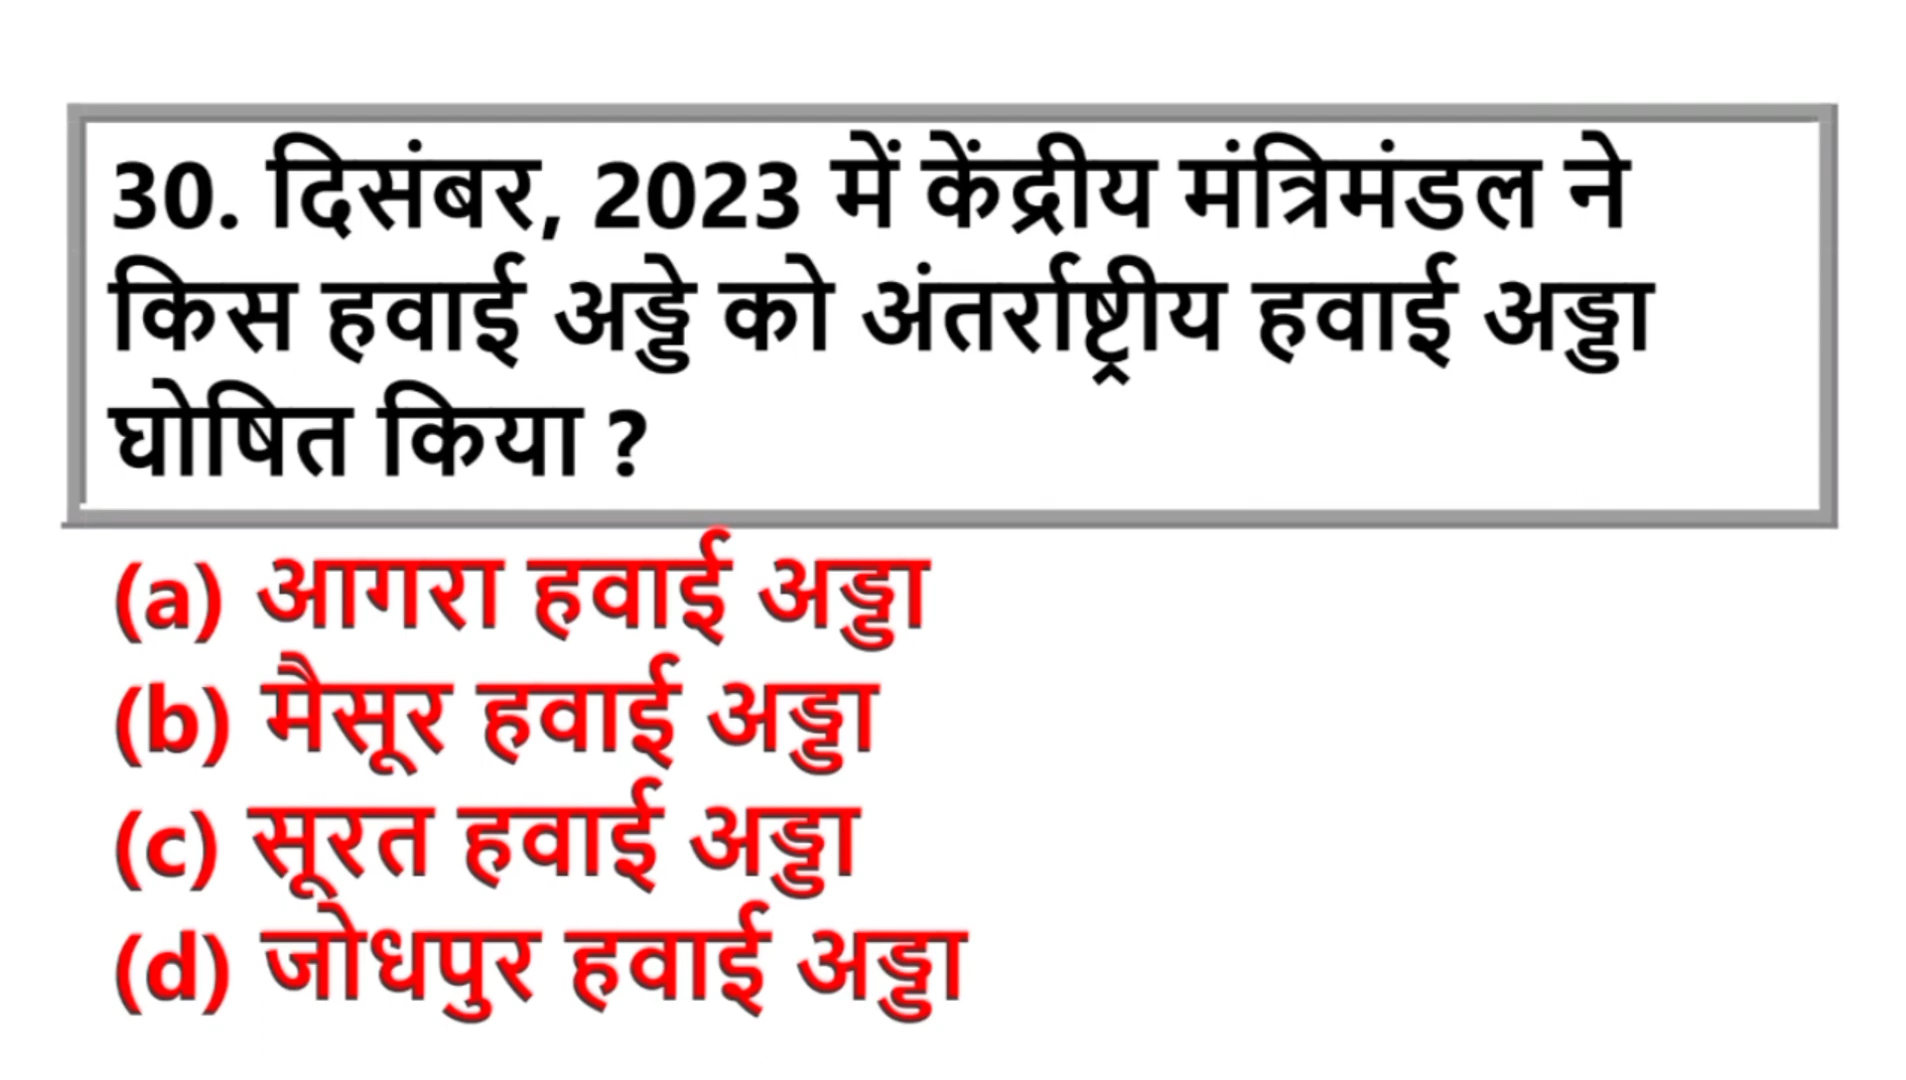 30. दिसंबर, 2023 में केंद्रीय मंत्रिमंडल ने
किस हवाई अड्डे को अंतर्राष्ट्रीय हवाई अड्डा
घोषित किया ?
(a) आगरा हवाई अड्डा
(b) मैसूर हवाई अड्डा
(c) सूरत हवाई अड्डा
(d) जोधपुर हवाई अड्डा